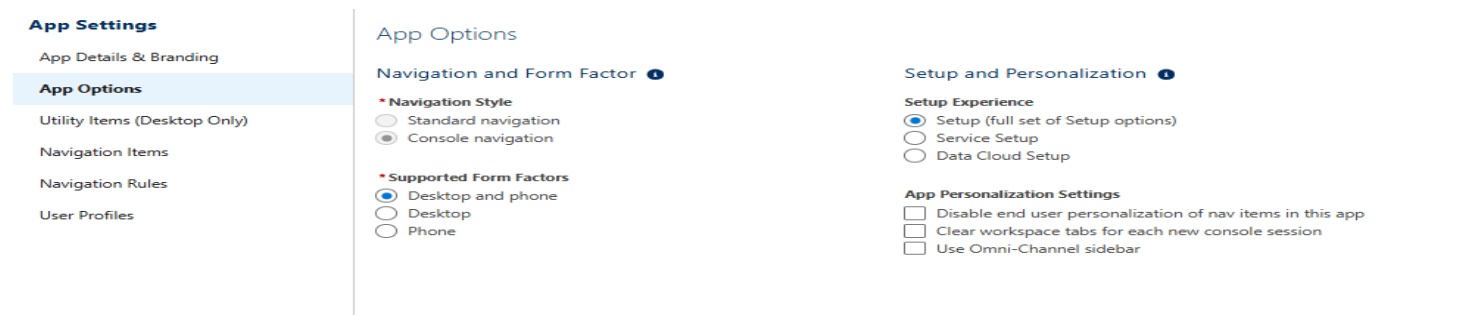 App Settings
App Details & Branding
App Options
Utility Items (Desktop Only)
Navigation Items
Navigation Rules
User Profiles
App Options
Navigation and Form Factor
* Navigation Style
Standard navigation
Console navigation
* Supported Form Factors
Desktop and phone
Desktop
Phone
Setup and Personalization
Setup Experience
Setup (full set of Setup options)
Service Setup
Data Cloud Setup
App Personalization Settings
Disable end user personalization of nav items in this app
Clear workspace tabs for each new console session
Use Omni-Channel sidebar